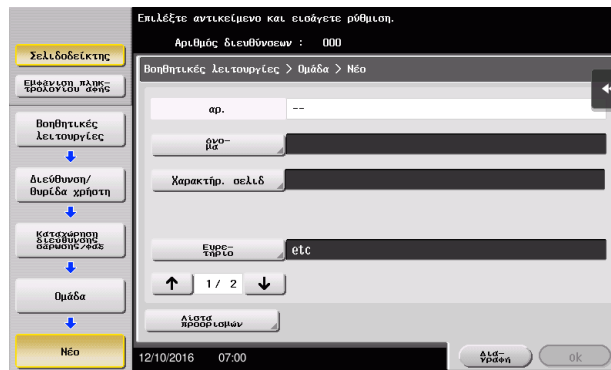 Επιλέξτε αντικείμενο και εισάγετε ρύθμιση.
Αριθμός διευθύνσεων : 000
Σελιδοδείκτης
Εμφάνιση πληκ-
τρολογίου αφής
Βοηθητικές
λειτουργίες
Διεύθυνση/
Θυρίδα χρήστη
Καταχώρηση
διεύθυνσης
σάρωσης/φαξ
Ομάδα
Νέο
Βοηθητικές λειτουργίες > Ομάδα > Νέο
αρ.
--
όνο-
μα
Χαρακτήρ. σελιδ
Ευρε-
τήριο
etc
1/ 2
Λίστα
προορισμών
12/10/2016 07:00
Δια-
γραφή
ok